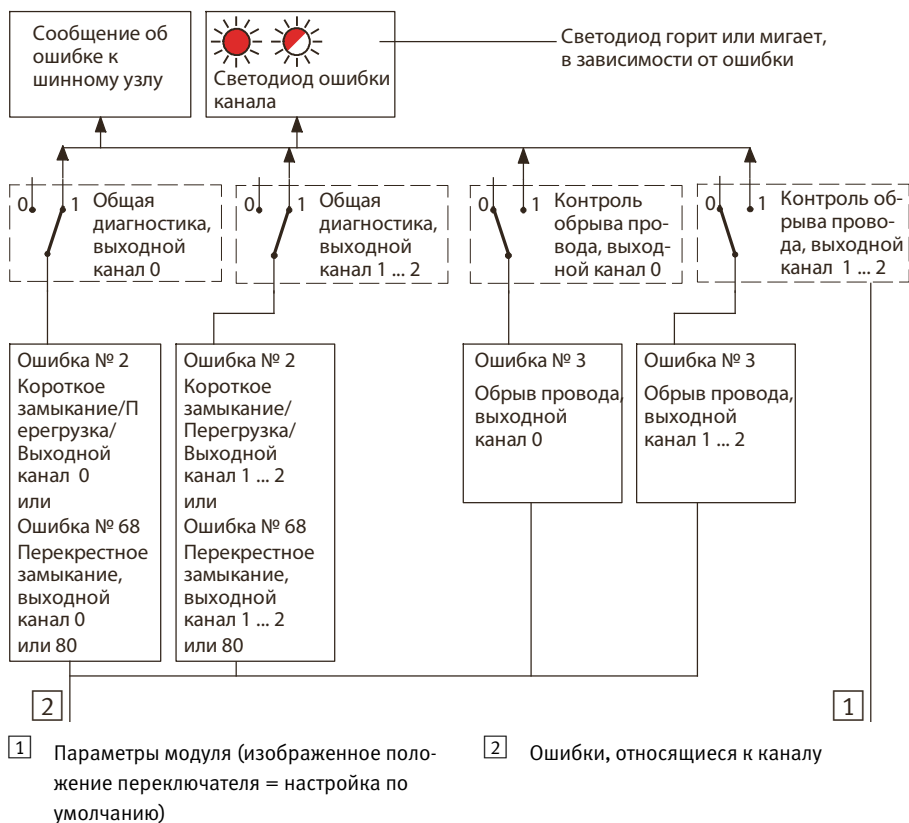 Сообщение об
ошибке к
шинному узлу
Светодиод ошибки
канала
Светодиод горит или мигает,
в зависимости от ошибки
0
1
Общая
диагностика,
выходной
канал 0
0
1
Общая
диагностика,
выходной
канал 1 ... 2
0
1
Контроль
обрыва про-
вода, выход-
ной канал 0
0
1
Контроль об-
рыва прово-
да, выходной
канал 1 ... 2
Ошибка № 2
Короткое
замыкание/П
ерегрузка/
Выходной
канал 0
или
Ошибка № 68
Перекрестное
замыкание,
выходной
канал 0
или 80
Ошибка № 2
Короткое
замыкание/
Перегрузка/
Выходной
канал 1 ... 2
или
Ошибка № 68
Перекрестное
замыкание,
выходной
канал 1 ... 2
или 80
Ошибка № 3
Обрыв провода,
выходной
канал 0
Ошибка № 3
Обрыв провода,
выходной
канал 1 ... 2
2
1
1 Параметры модуля (изображенное поло-
жение переключателя = настройка по
умолчанию)
2 Ошибки, относящиеся к каналу